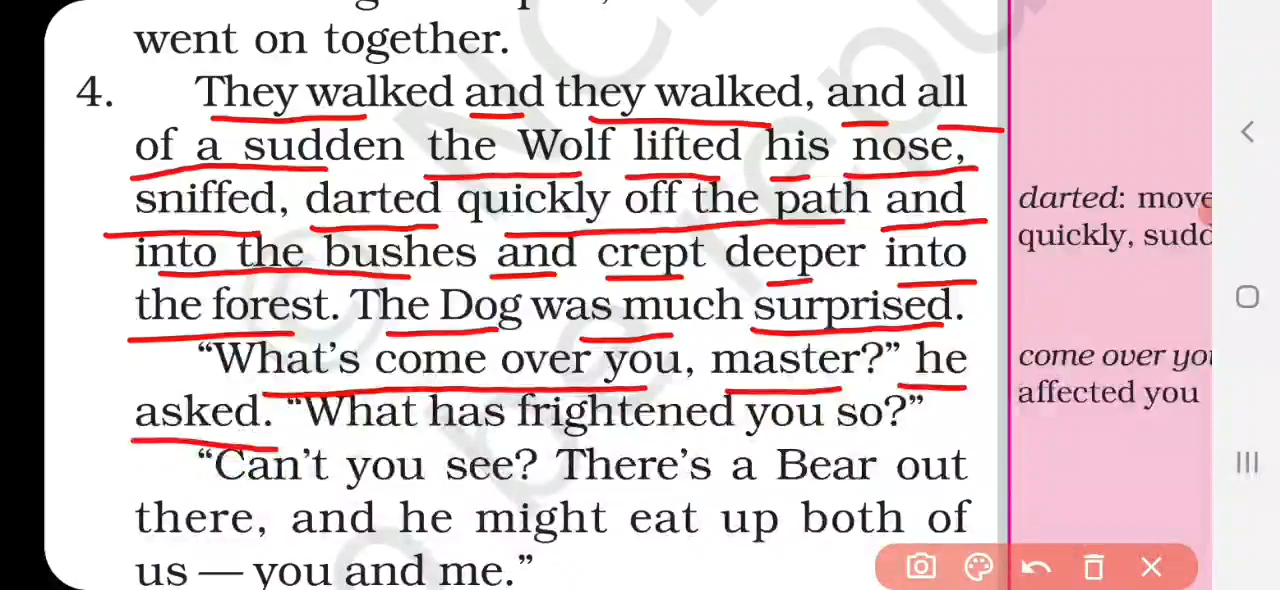 went on together.
4. They walked and they walked, and all
of a sudden the Wolf lifted his nose,
sniffed, darted quickly off the path and
into the bushes and crept deeper into
the forest. The Dog was much surprised.
“What’s come over you, master?” he
asked. “What has frightened you so?”
“Can’t you see? There’s a Bear out
there, and he might eat up both of
us — you and me.”
darted: move
quickly, sudd
come over you
affected you